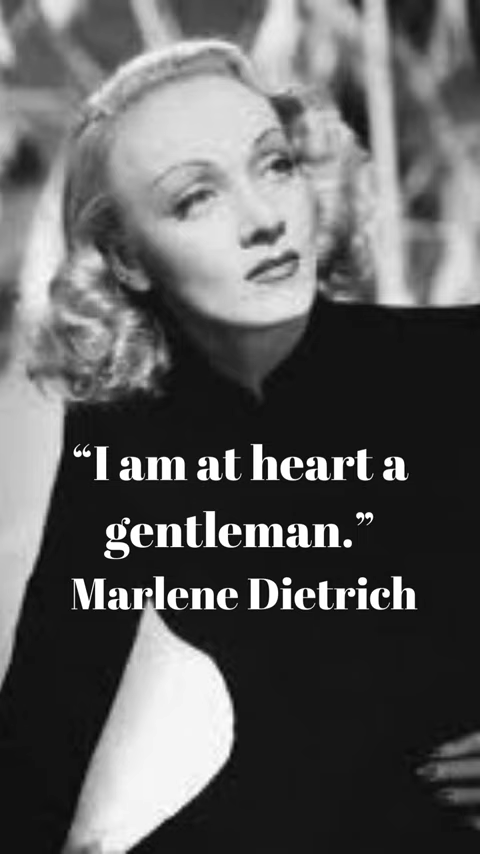 “I am at heart a
gentleman.”
Marlene Dietrich